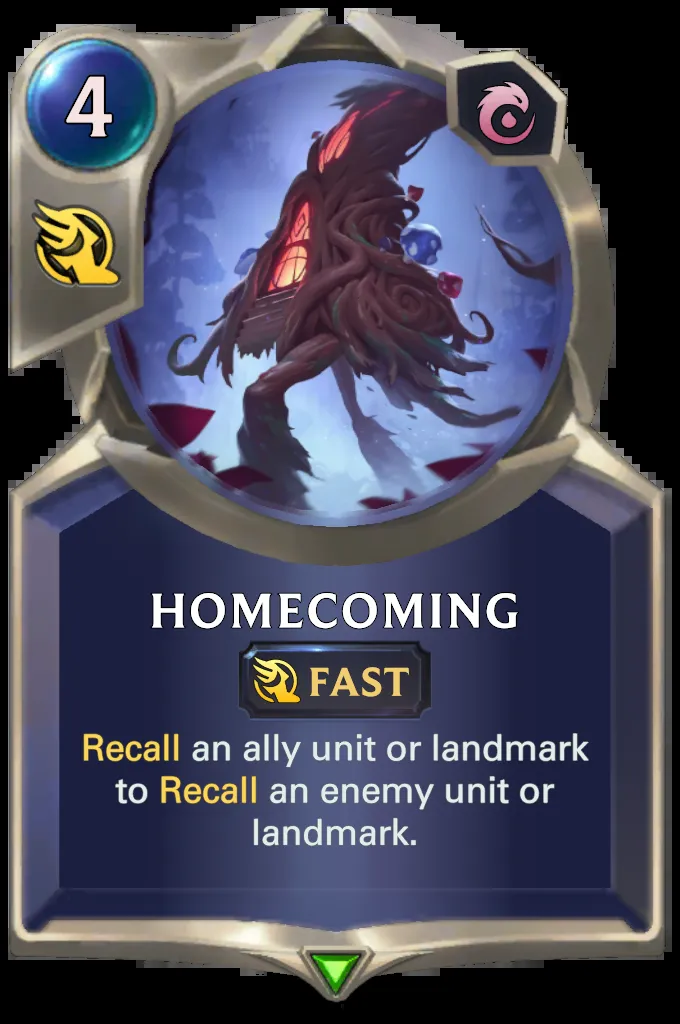 4
HOMECOMING
FAST
Recall an ally unit or landmark
to Recall an enemy unit or
landmark.